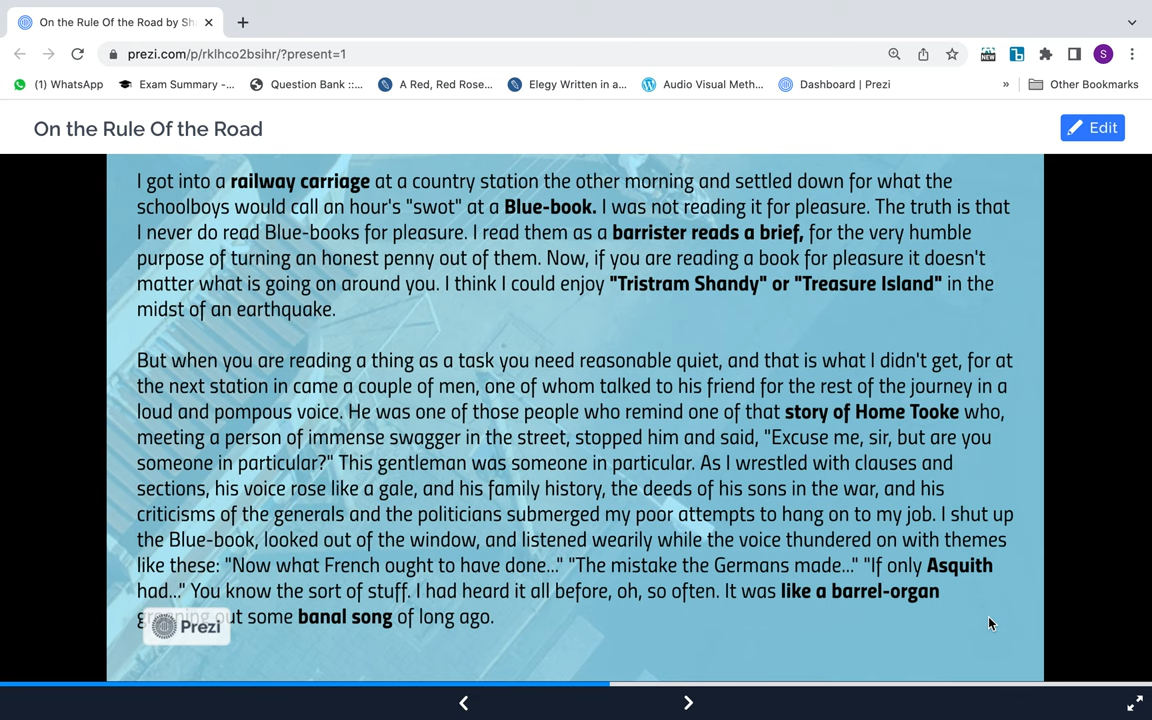 On the Rule Of the Road by Sh
prezi.com/p/rklhco2bsihr/?present=1
NEW
S
(1) WhatsApp
Exam Summary -...
Question Bank ::...
A Red, Red Rose...
Elegy Written in a...
Audio Visual Meth...
Dashboard | Prezi
»
Other Bookmarks
On the Rule Of the Road
Edit
I got into a railway carriage at a country station the other morning and settled down for what the
schoolboys would call an hour's "swot" at a Blue-book. I was not reading it for pleasure. The truth is that
I never do read Blue-books for pleasure. I read them as a barrister reads a brief, for the very humble
purpose of turning an honest penny out of them. Now, if you are reading a book for pleasure it doesn't
matter what is going on around you. I think I could enjoy "Tristram Shandy" or "Treasure Island" in the
midst of an earthquake.
But when you are reading a thing as a task you need reasonable quiet, and that is what I didn't get, for at
the next station in came a couple of men, one of whom talked to his friend for the rest of the journey in a
loud and pompous voice. He was one of those people who remind one of that story of Home Tooke who,
meeting a person of immense swagger in the street, stopped him and said, "Excuse me, sir, but are you
someone in particular?" This gentleman was someone in particular. As I wrestled with clauses and
sections, his voice rose like a gale, and his family history, the deeds of his sons in the war, and his
criticisms of the generals and the politicians submerged my poor attempts to hang on to my job. I shut up
the Blue-book, looked out of the window, and listened wearily while the voice thundered on with themes
like these: "Now what French ought to have done..." "The mistake the Germans made..." "If only Asquith
had..." You know the sort of stuff. I had heard it all before, oh, so often. It was like a barrel-organ
out some banal song of long ago.
Prezi